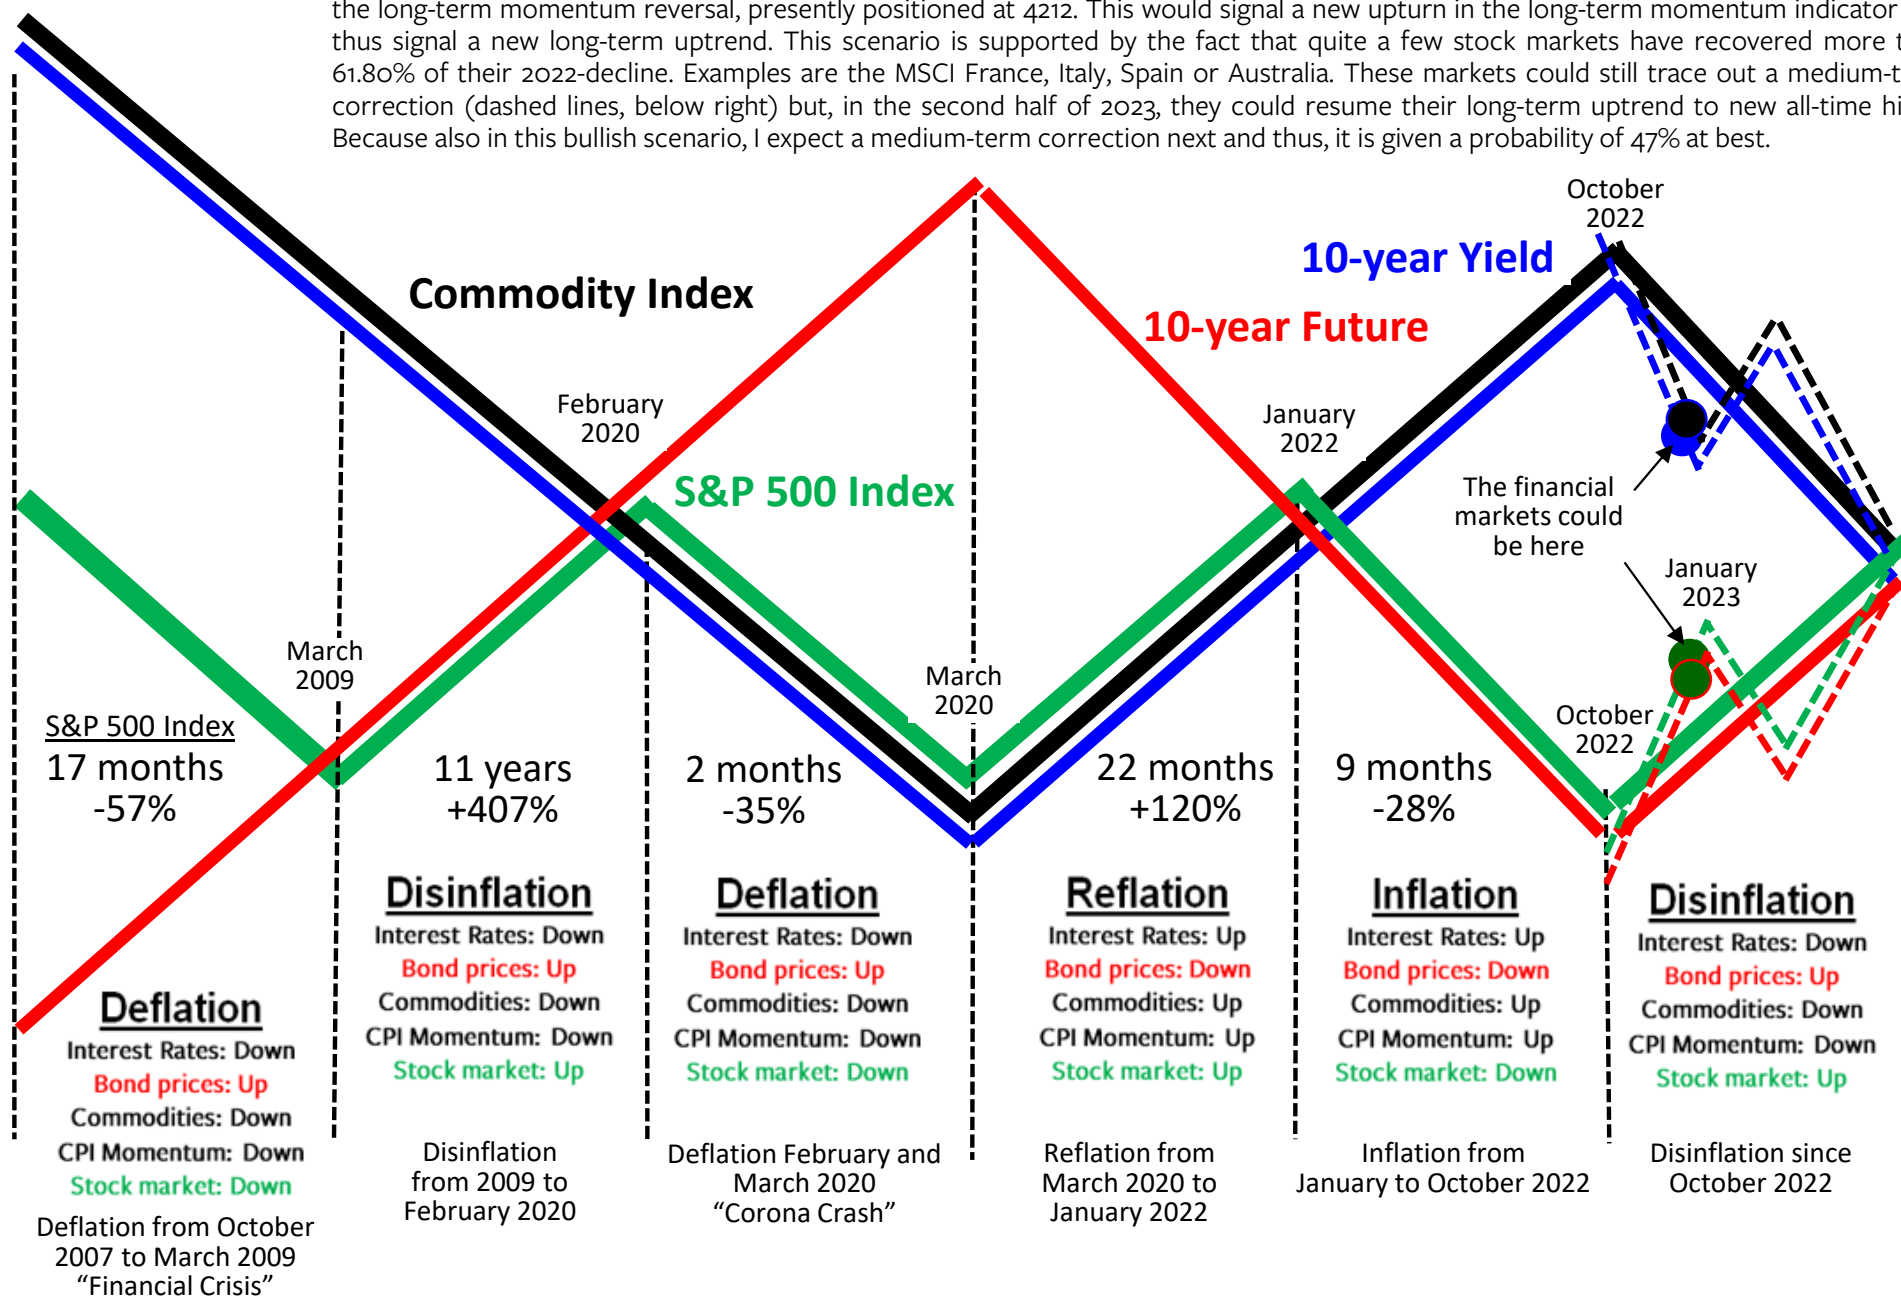 the long-term momentum reversal, presently positioned at 4212. This would signal a new upturn in the long-term momentum indicator
thus signal a new long-term uptrend. This scenario is supported by the fact that quite a few stock markets have recovered more
61.80% of their 2022-decline. Examples are the MSCI France, Italy, Spain or Australia. These markets could still trace out a
correction (dashed lines, below right) but, in the second half of 2023, they could resume their long-term uptrend to new all-time
Because also in this bullish scenario, I expect a medium-term correction next and thus, it is given a probability of 47% at best.
October
2022
10-year Yield
Commodity Index
10-year Future
February
2020
January
2022
S&P 500 Index
The financial
markets could
be here
January
2023
March
2009
March
2020
October
2022
S&P 500 Index
17 months
-57%
11 years
+407%
2 months
-35%
22 months
+120%
9 months
-28%
Deflation
Interest Rates: Down
Bond prices: Up
Commodities: Down
CPI Momentum: Down
Stock market: Down
Deflation from October
2007 to March 2009
“Financial Crisis”
Disinflation
Interest Rates: Down
Bond prices: Up
Commodities: Down
CPI Momentum: Down
Stock market: Up
Disinflation
from 2009 to
February 2020
Deflation
Interest Rates: Down
Bond prices: Up
Commodities: Down
CPI Momentum: Down
Stock market: Down
Deflation February and
March 2020
“Corona Crash”
Reflation
Interest Rates: Up
Bond prices: Down
Commodities: Up
CPI Momentum: Up
Stock market: Up
Reflation from
March 2020 to
January 2022
Inflation
Interest Rates: Up
Bond prices: Down
Commodities: Up
CPI Momentum: Up
Stock market: Down
Inflation from
January to October 2022
Disinflation
Interest Rates: Down
Bond prices: Up
Commodities: Down
CPI Momentum: Down
Stock market: Up
Disinflation since
October 2022